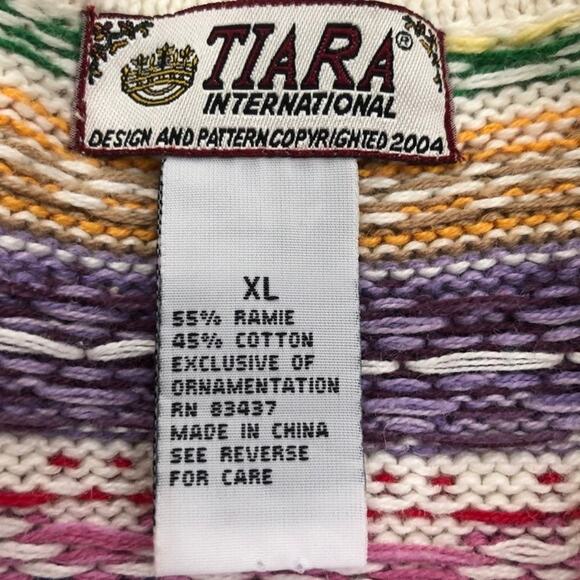 TIARA®
INTERNATIONAL
DESIGN AND PATTERN COPYRIGHTED 2004
XL
55% RAMIE
45% COTTON
EXCLUSIVE OF
ORNAMENTATION
RN 83437
MADE IN CHINA
SEE REVERSE
FOR CARE